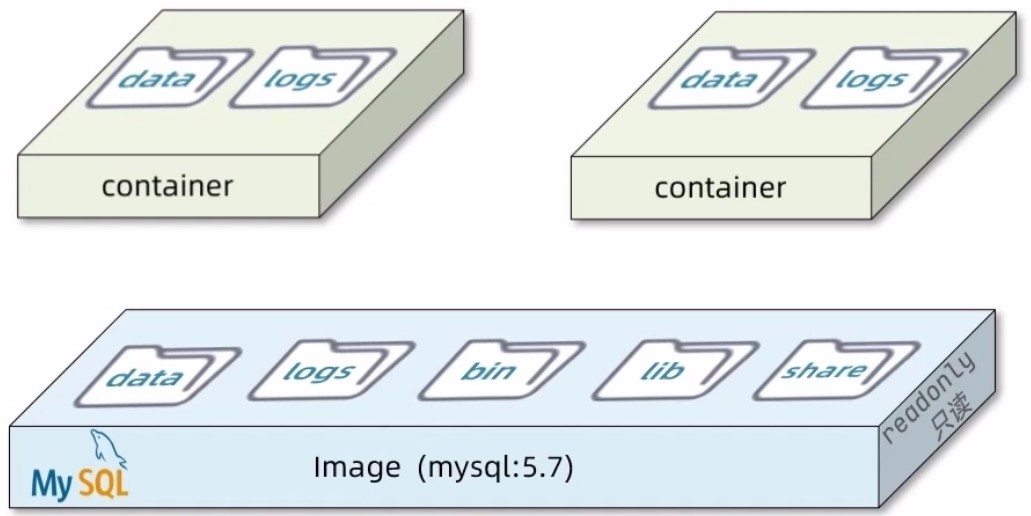 data logs
container
data logs
container
data logs bin lib share
readonly
只读
MySQL
Image (mysql:5.7)